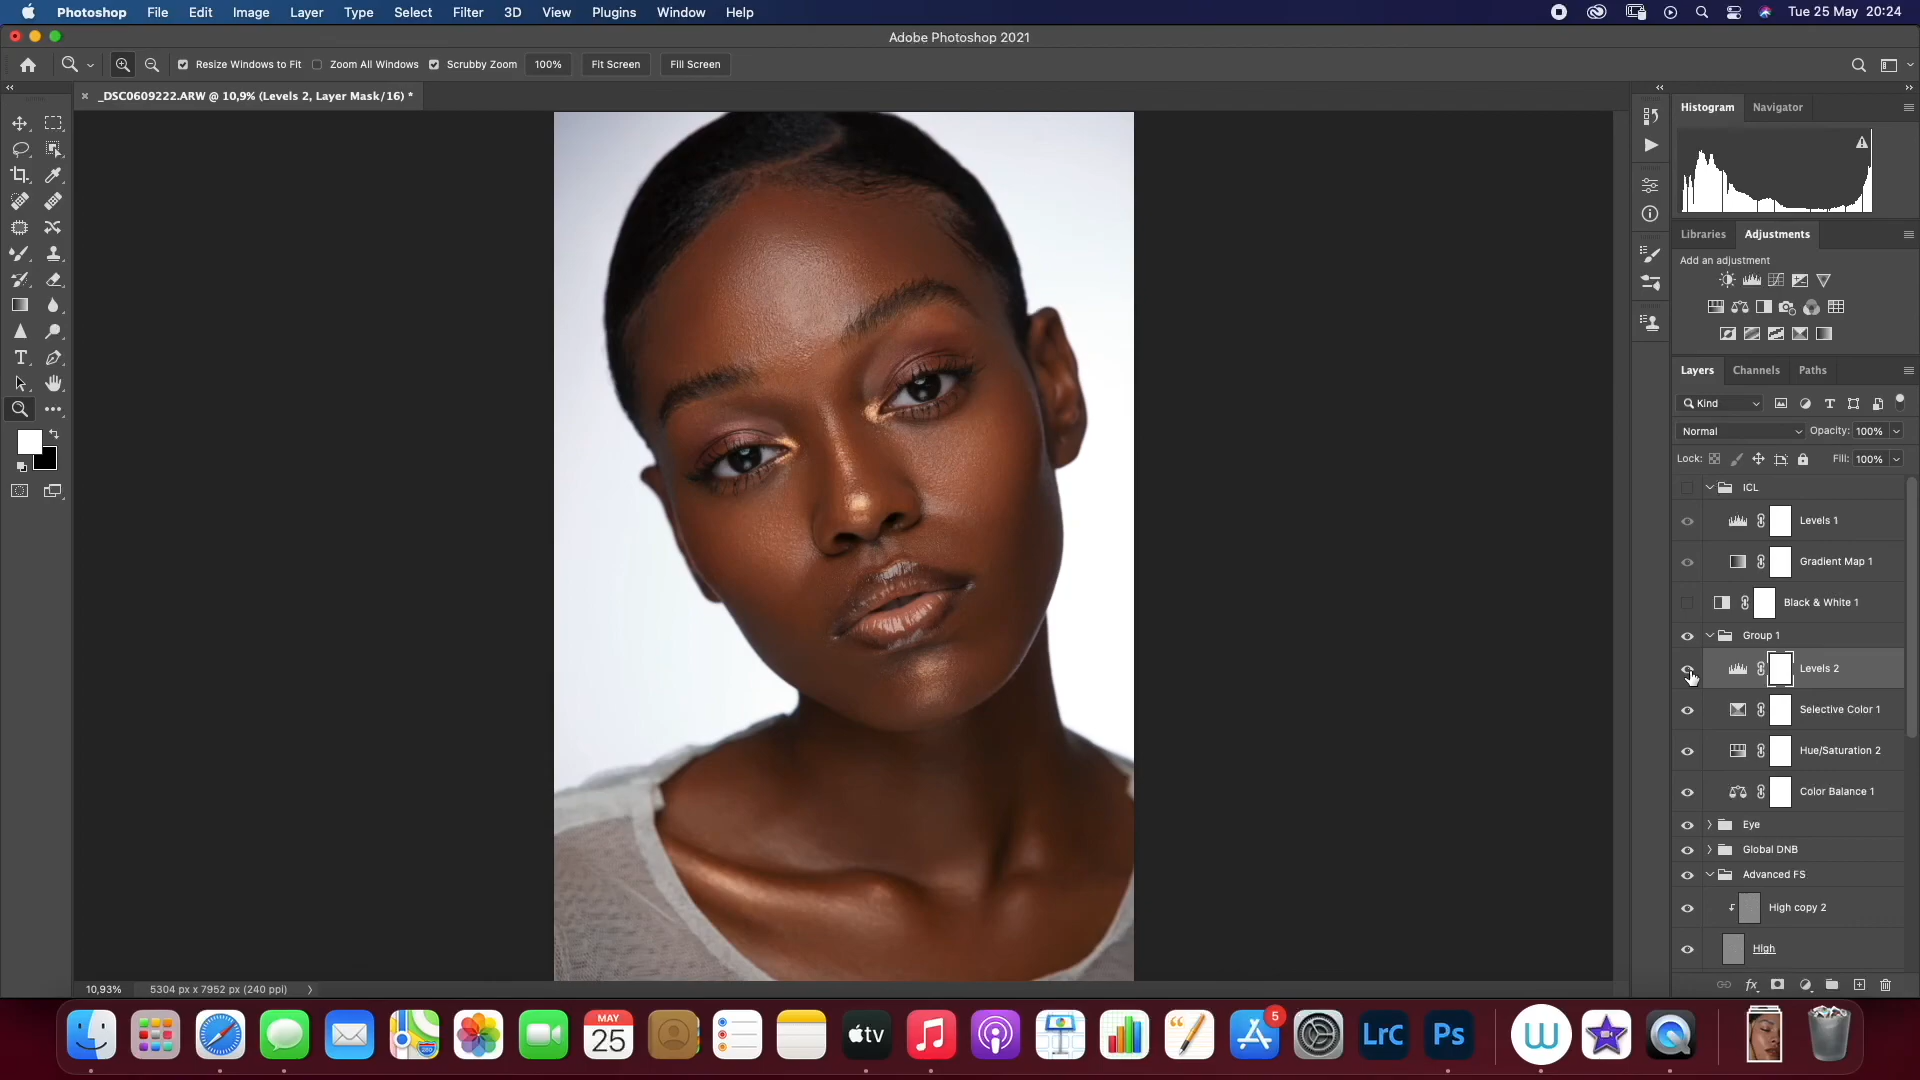 Photoshop File Edit Image Layer Type Select Filter 3D View Plugins Window Help Tue 25 May 20:24
Adobe Photoshop 2021
Resize Windows to Fit Zoom All Windows Scrubby Zoom 100% Fit Screen Fill Screen
_DSC0609222.ARW @ 10,9% (Levels 2, Layer Mask/16) *
Histogram Navigator
Libraries Adjustments
Add an adjustment
Layers Channels Paths
Kind
Normal Opacity: 100%
Lock: Fill: 100%
ICL
Levels 1
Gradient Map 1
Black & White 1
Group 1
Levels 2
Selective Color 1
Hue/Saturation 2
Color Balance 1
Eye
Global DNB
Advanced FS
High copy 2
High
10,93% 5304 px x 7952 px (240 ppi)
MAY
25
tv
5
LrC
Ps